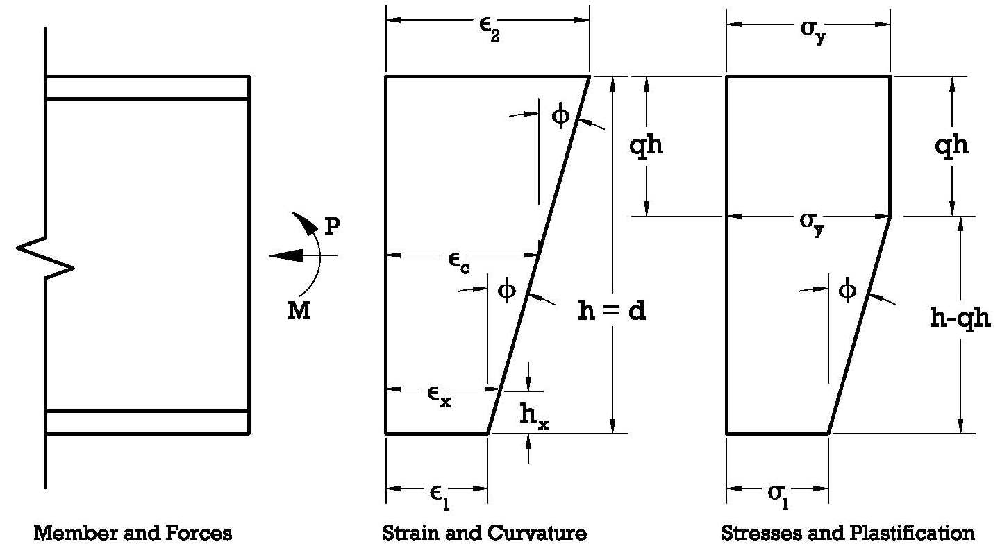 ϵ₂
σy
ϕ
qh
qh
P
σy
ϵc
ϕ
ϕ
M
h = d
h-qh
ϵx
hx
ϵ₁
σ₁
Member and Forces
Strain and Curvature
Stresses and Plastification